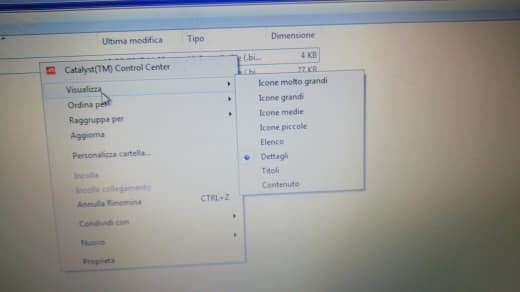 Ultima modifica Tipo Dimensione
4 KB
27 KB
Catalyst(TM) Control Center
Visualizza
Ordina per
Raggruppa per
Aggiorna
Personalizza cartella...
Incolla
Incolla collegamento
Annulla Rinomina CTRL+Z
Condividi con
Nuovo
Proprietà
Icone molto grandi
Icone grandi
Icone medie
Icone piccole
Elenco
Dettagli
Titoli
Contenuto